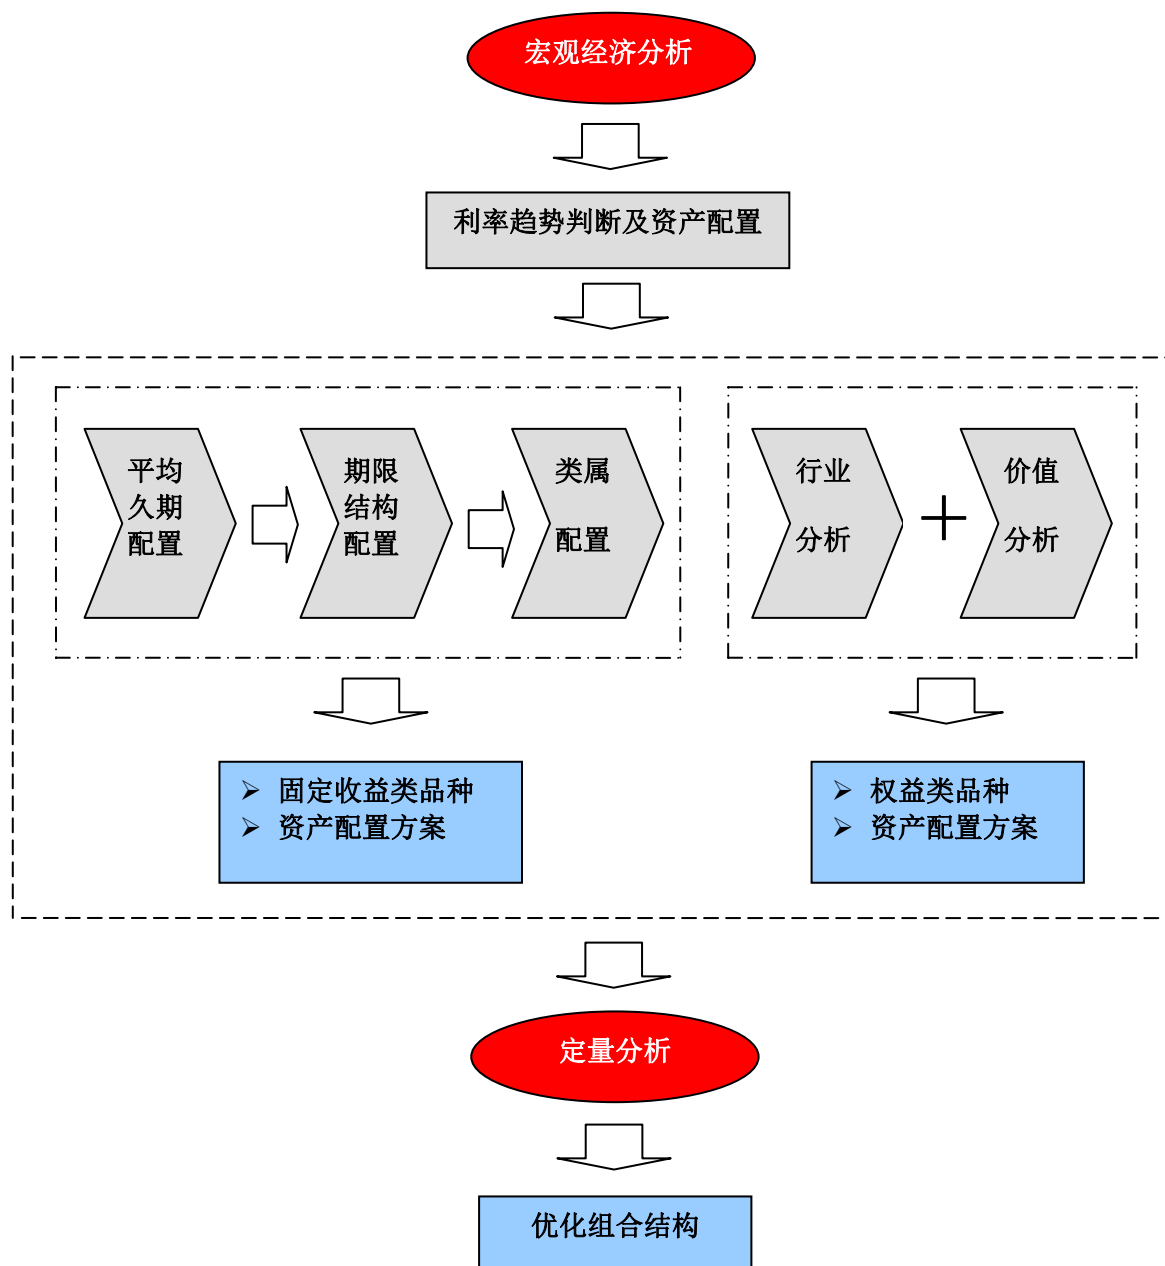 宏观经济分析
利率趋势判断及资产配置
平均
久期
配置
期限
结构
配置
类属
配置
行业
分析
+
价值
分析
➢ 固定收益类品种
➢ 资产配置方案
➢ 权益类品种
➢ 资产配置方案
定量分析
优化组合结构